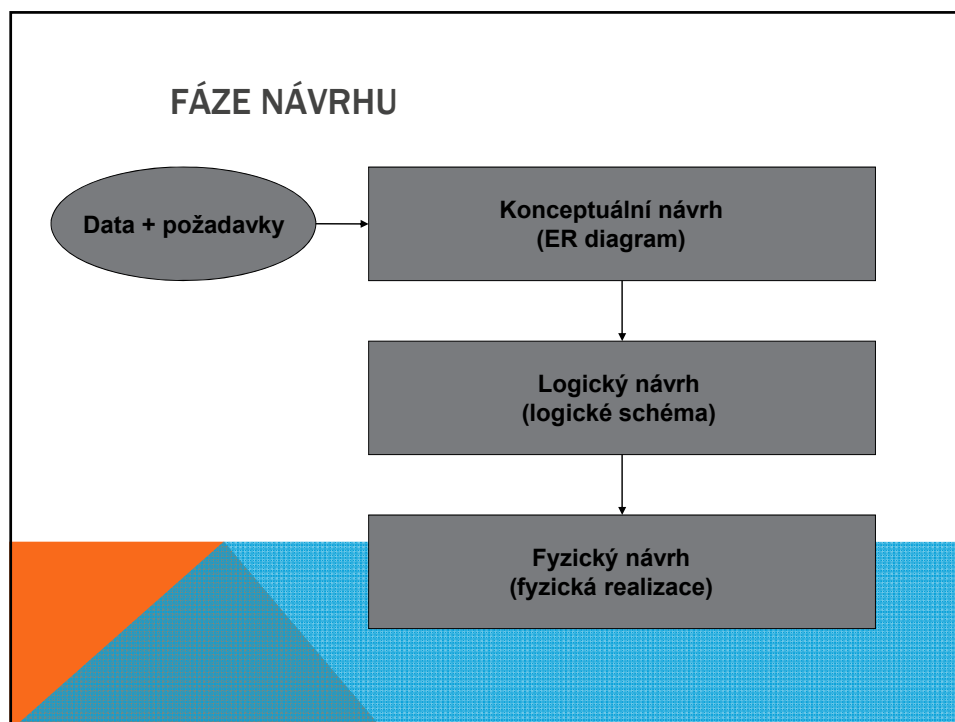 FÁZE NÁVRHU
Data + požadavky
Konceptuální návrh
(ER diagram)
Logický návrh
(logické schéma)
Fyzický návrh
(fyzická realizace)